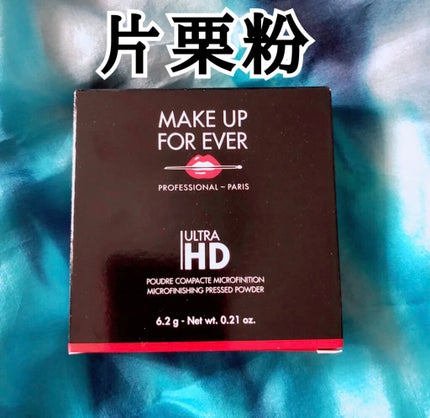 片栗粉
MAKE UP
FOR EVER
PROFESSIONAL ~ PARIS
ULTRA
HD
POUDRE COMPACTE MICROFINITION
MICROFINISHING PRESSED POWDER
6.2 g - Net wt. 0.21 oz.